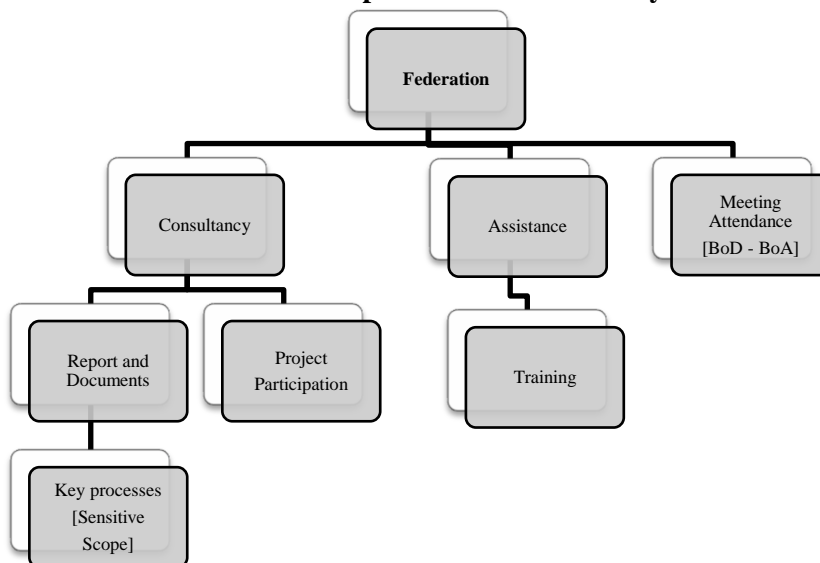 Federation
Consultancy
Assistance
Meeting
Attendance
[BoD - BoA]
Report and
Documents
Project
Participation
Training
Key processes
[Sensitive
Scope]